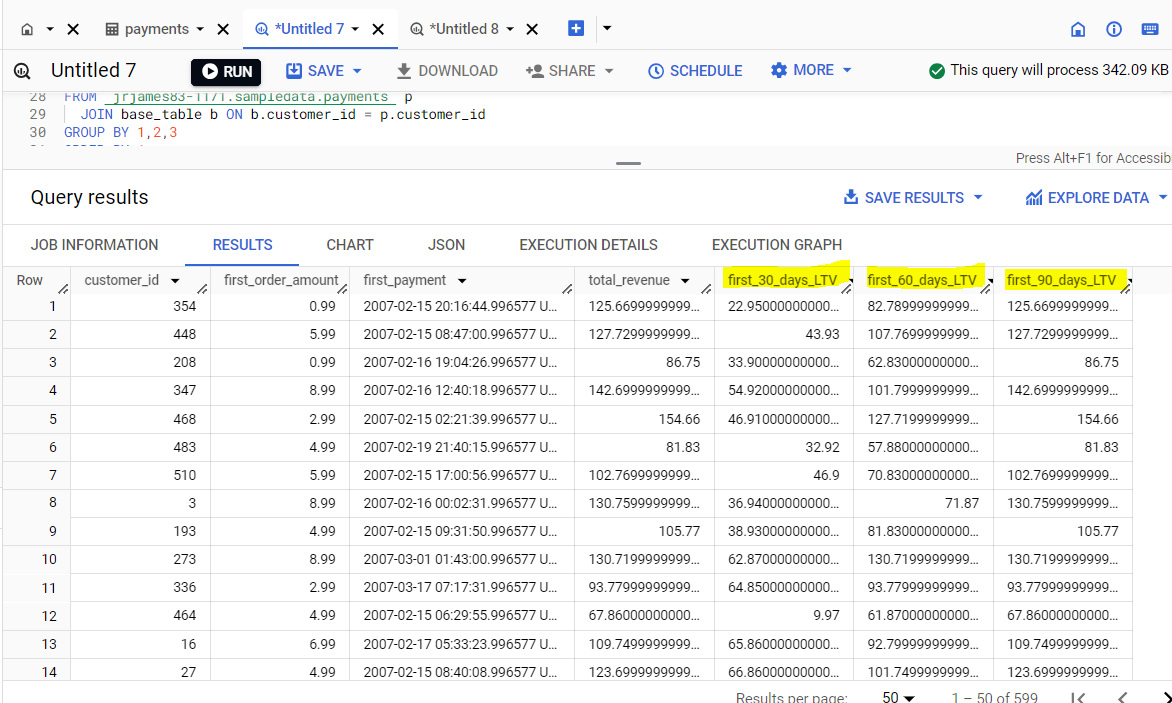 payments *Untitled 7 *Untitled 8
Untitled 7 RUN SAVE DOWNLOAD SHARE SCHEDULE MORE This query will process 342.09 KB
28 FROM `jrjames83-1171.sampledata.payments` p
29 JOIN base_table b ON b.customer_id = p.customer_id
30 GROUP BY 1,2,3
Press Alt+F1 for Accessib
Query results SAVE RESULTS EXPLORE DATA
JOB INFORMATION RESULTS CHART JSON EXECUTION DETAILS EXECUTION GRAPH
Row customer_id first_order_amount first_payment total_revenue first_30_days_LTV first_60_days_LTV first_90_days_LTV
1 354 0.99 2007-02-15 20:16:44.996577 U... 125.6699999999... 22.95000000000... 82.78999999999... 125.6699999999...
2 448 5.99 2007-02-15 08:47:00.996577 U... 127.7299999999... 43.93 107.7699999999... 127.7299999999...
3 208 0.99 2007-02-16 19:04:26.996577 U... 86.75 33.90000000000... 62.83000000000... 86.75
4 347 8.99 2007-02-16 12:40:18.996577 U... 142.6999999999... 54.92000000000... 101.7999999999... 142.6999999999...
5 468 2.99 2007-02-15 02:21:39.996577 U... 154.66 46.91000000000... 127.7199999999... 154.66
6 483 4.99 2007-02-19 21:40:15.996577 U... 81.83 32.92 57.88000000000... 81.83
7 510 5.99 2007-02-15 17:00:56.996577 U... 102.7699999999... 46.9 70.83000000000... 102.7699999999...
8 3 8.99 2007-02-16 00:02:31.996577 U... 130.7599999999... 36.94000000000... 71.87 130.7599999999...
9 193 4.99 2007-02-15 09:31:50.996577 U... 105.77 38.93000000000... 81.83000000000... 105.77
10 273 8.99 2007-03-01 01:43:00.996577 U... 130.7199999999... 62.87000000000... 130.7199999999... 130.7199999999...
11 336 2.99 2007-03-17 07:17:31.996577 U... 93.77999999999... 64.85000000000... 93.77999999999... 93.77999999999...
12 464 4.99 2007-02-15 06:29:55.996577 U... 67.86000000000... 9.97 61.87000000000... 67.86000000000...
13 16 6.99 2007-02-17 05:33:23.996577 U... 109.7499999999... 65.86000000000... 92.79999999999... 109.7499999999...
14 27 4.99 2007-02-15 08:40:08.996577 U... 123.6999999999... 66.86000000000... 101.7499999999... 123.6999999999...
Results per page: 50 1 – 50 of 599